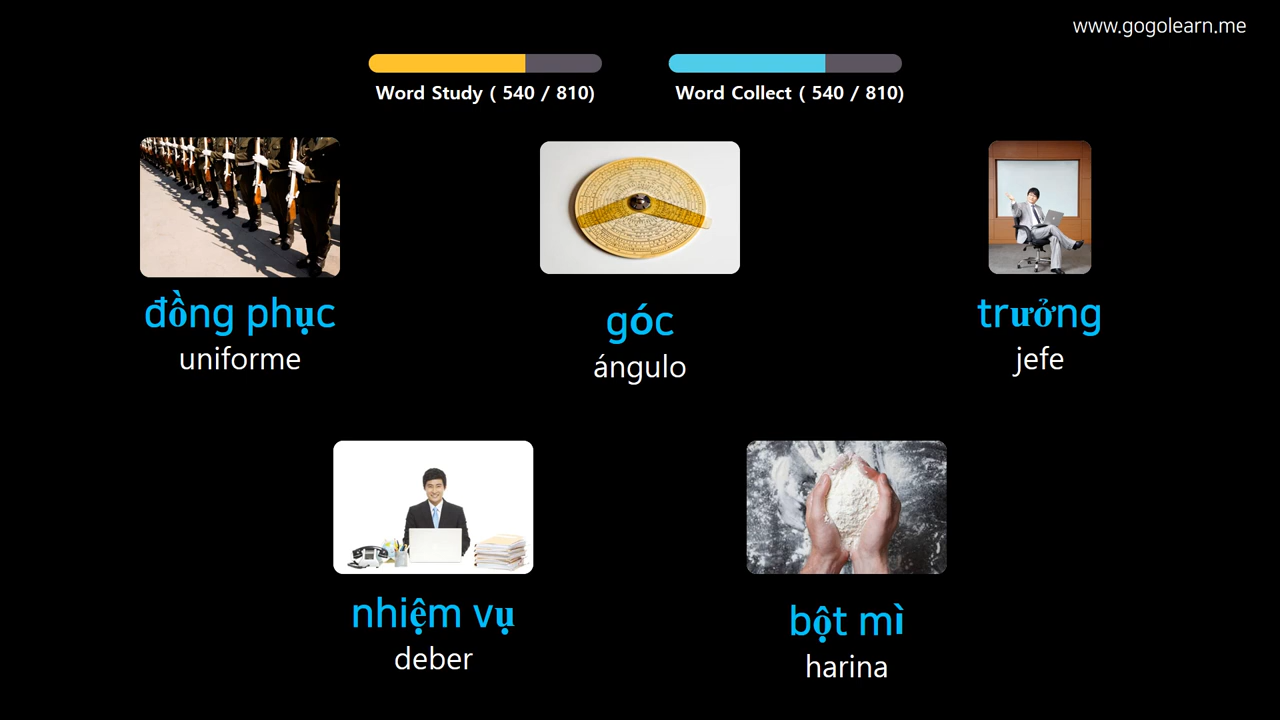 www.gogolearn.me
Word Study ( 540 / 810)
Word Collect ( 540 / 810)
đồng phục
uniforme
góc
ángulo
trưởng
jefe
nhiệm vụ
deber
bột mì
harina